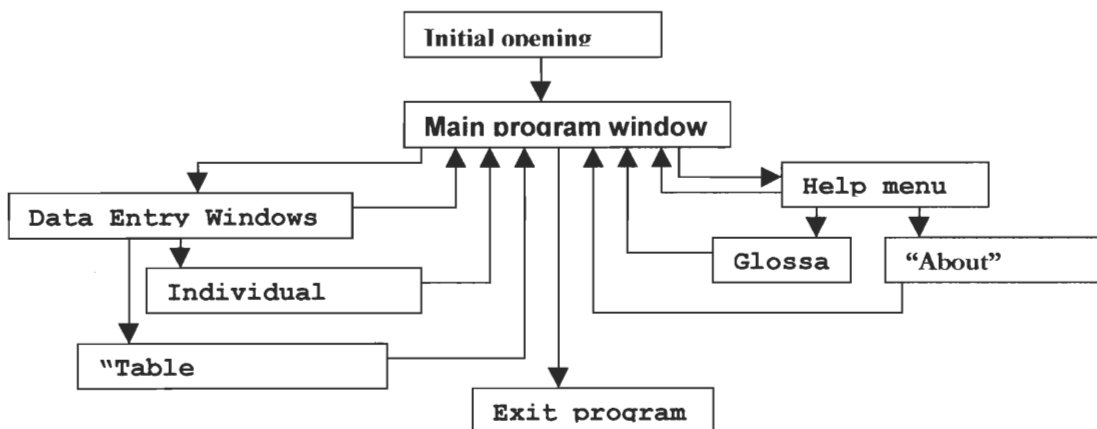 Initial opening
Main program window
Help menu
Data Entry Windows
Glossa
“About”
Individual
“Table
Exit program